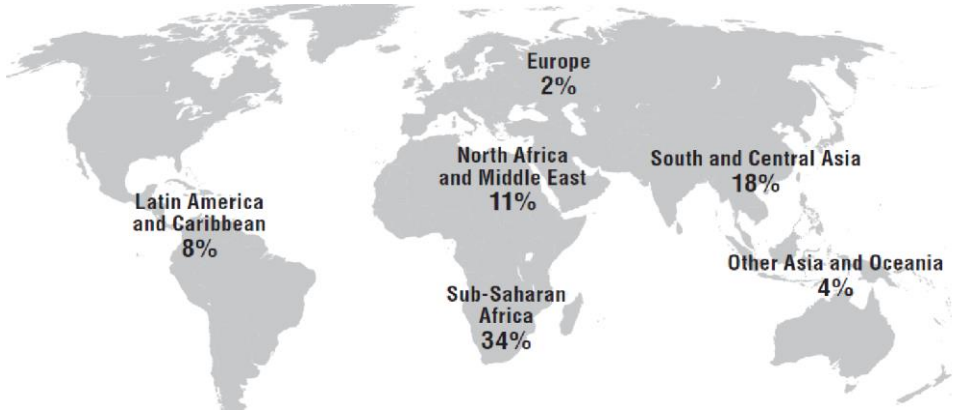 Europe
2%
North Africa
and Middle East
11%
South and Central Asia
18%
Latin America
and Caribbean
8%
Other Asia and Oceania
4%
Sub-Saharan
Africa
34%